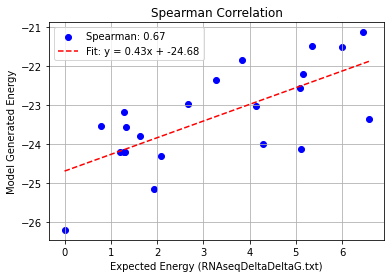 Spearman Correlation
Spearman: 0.67
Fit: y = 0.43x + -24.68
Model Generated Energy
−21
−22
−23
−24
−25
−26
0 1 2 3 4 5 6
Expected Energy (RNAseqDeltaDeltaG.txt)